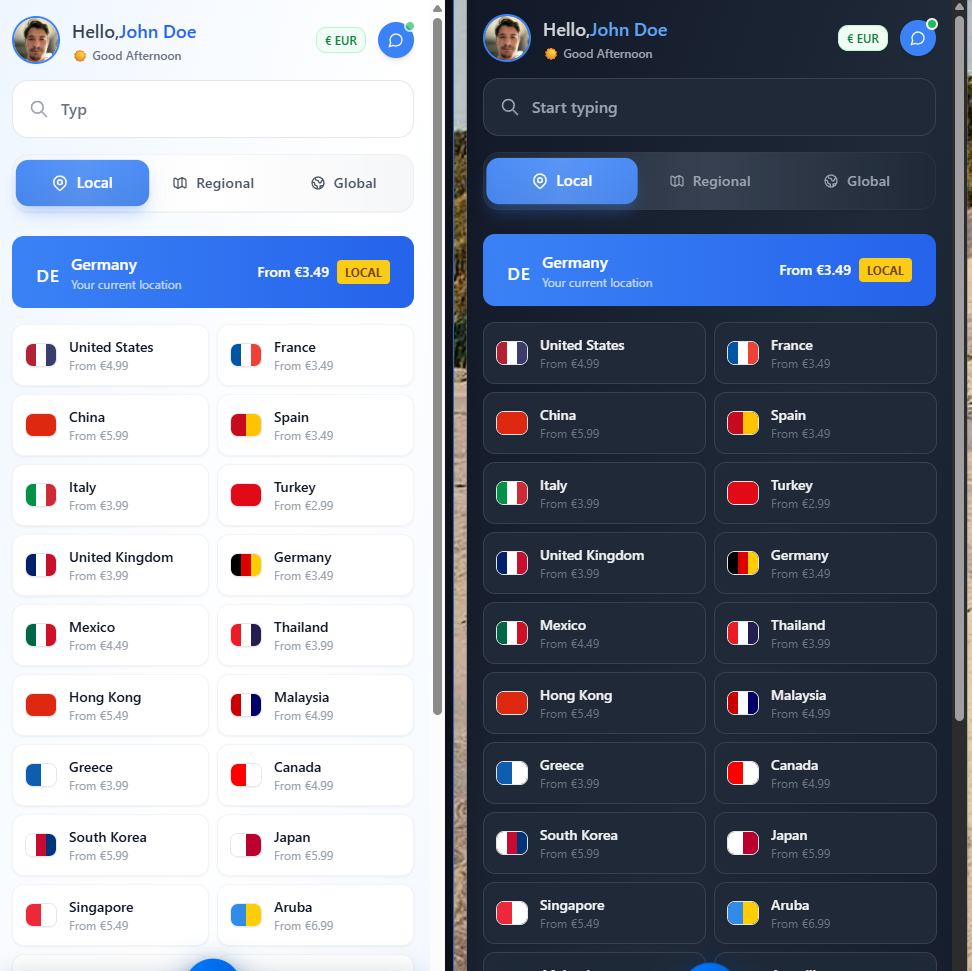 Hello,John Doe
Good Afternoon
€ EUR
Typ
Local
Regional
Global
DE
Germany
Your current location
From €3.49
LOCAL
United States
From €4.99
France
From €3.49
China
From €5.99
Spain
From €3.49
Italy
From €3.99
Turkey
From €2.99
United Kingdom
From €3.99
Germany
From €3.49
Mexico
From €4.49
Thailand
From €3.99
Hong Kong
From €5.49
Malaysia
From €4.99
Greece
From €3.99
Canada
From €4.99
South Korea
From €5.99
Japan
From €5.99
Singapore
From €5.49
Aruba
From €6.99
Hello,John Doe
Good Afternoon
€ EUR
Start typing
Local
Regional
Global
DE
Germany
Your current location
From €3.49
LOCAL
United States
From €4.99
France
From €3.49
China
From €5.99
Spain
From €3.49
Italy
From €3.99
Turkey
From €2.99
United Kingdom
From €3.99
Germany
From €3.49
Mexico
From €4.49
Thailand
From €3.99
Hong Kong
From €5.49
Malaysia
From €4.99
Greece
From €3.99
Canada
From €4.99
South Korea
From €5.99
Japan
From €5.99
Singapore
From €5.49
Aruba
From €6.99